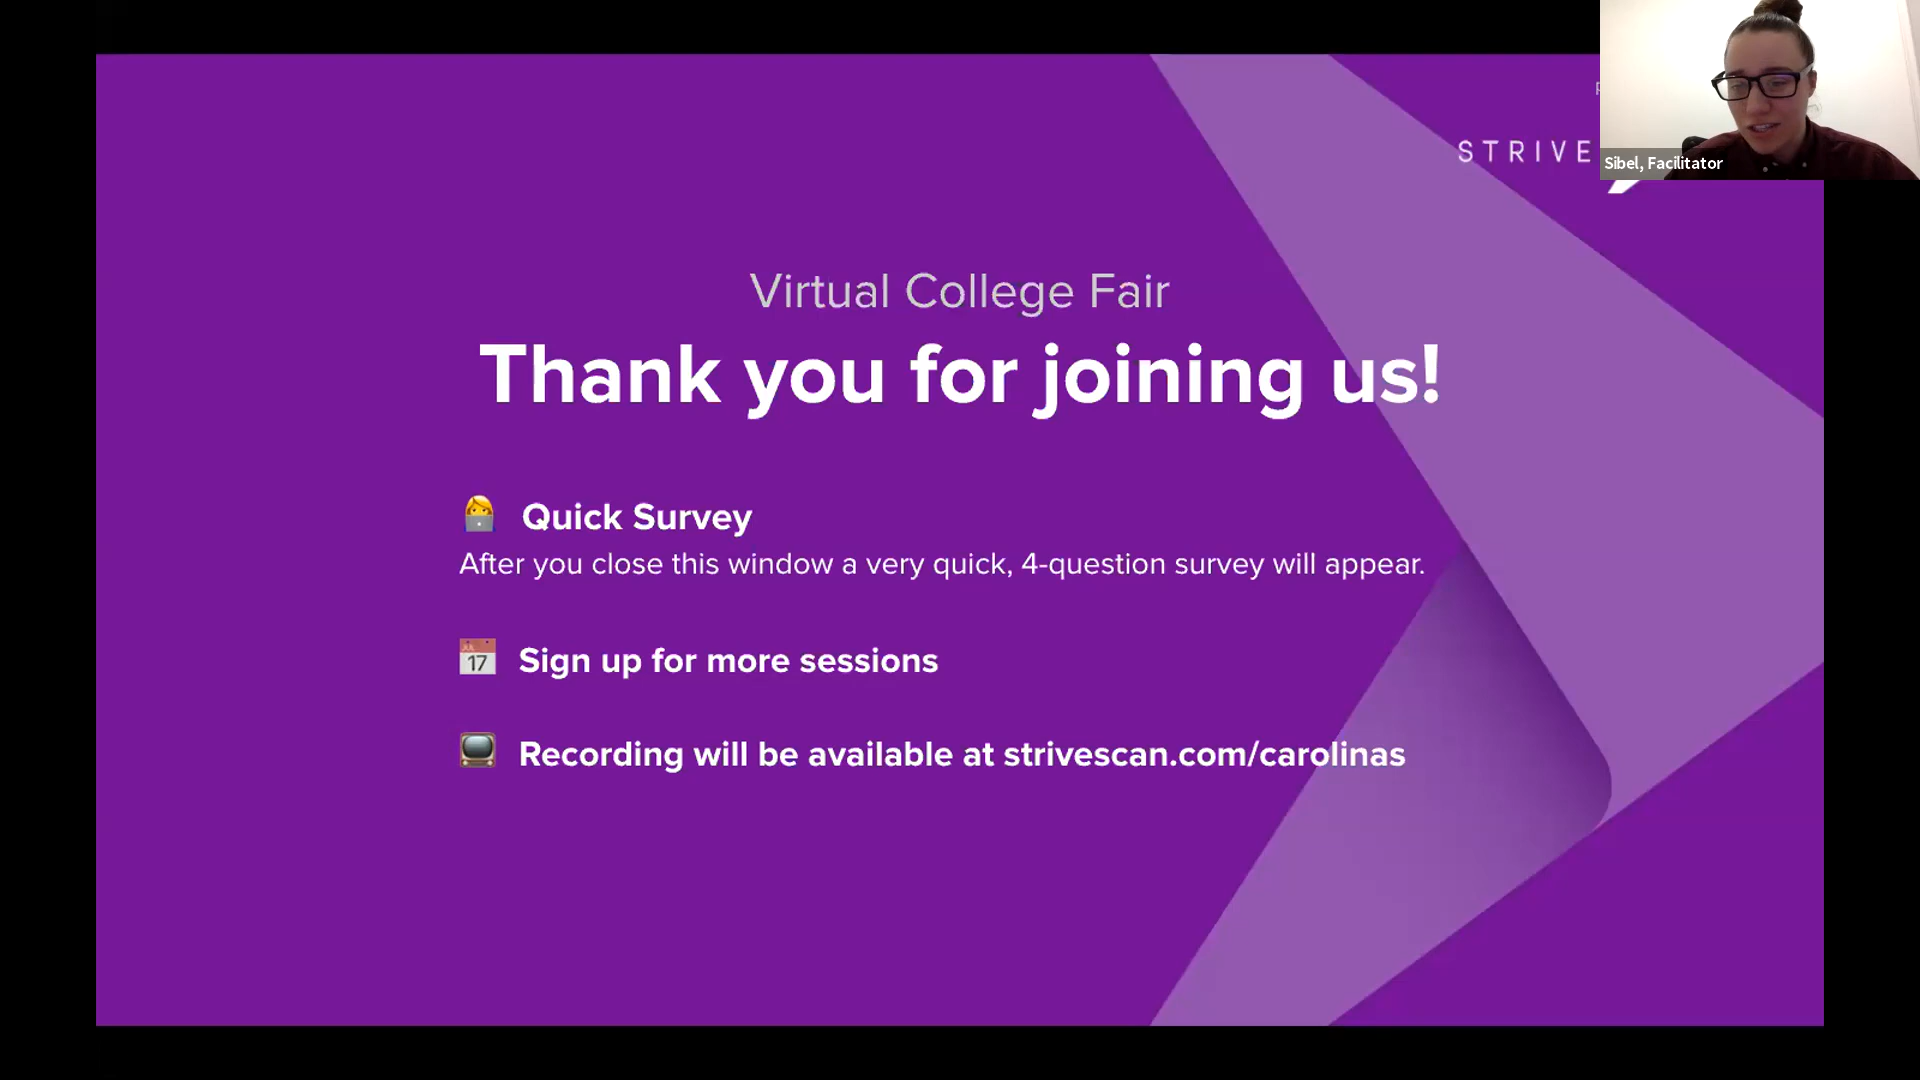 STRIVE
Sibel, Facilitator
Virtual College Fair
Thank you for joining us!
Quick Survey
After you close this window a very quick, 4-question survey will appear.
17
Sign up for more sessions
Recording will be available at strivescan.com/carolinas